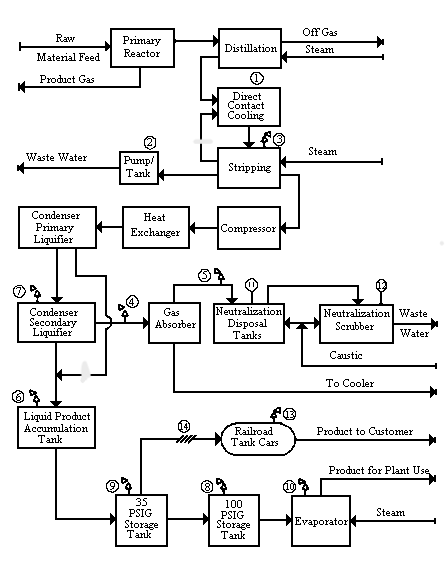 Off Gas
Raw
Material Feed
Primary
Reactor
Distillation
Steam
Product Gas
1
Direct
Contact
Cooling
Waste Water
2
Pump/
Tank
3
Stripping
Steam
Condenser
Primary
Liquifier
Heat
Exchanger
Compressor
5
11
12
7
4
Condenser
Secondary
Liquifier
Gas
Absorber
Neutralization
Disposal
Tanks
Neutralization
Scrubber
Waste
Water
Caustic
To Cooler
6
Liquid Product
Accumulation
Tank
14
13
Railroad
Tank Cars
Product to Customer
Product for Plant Use
9
8
10
35
PSIG
Storage
Tank
100
PSIG
Storage
Tank
Evaporator
Steam